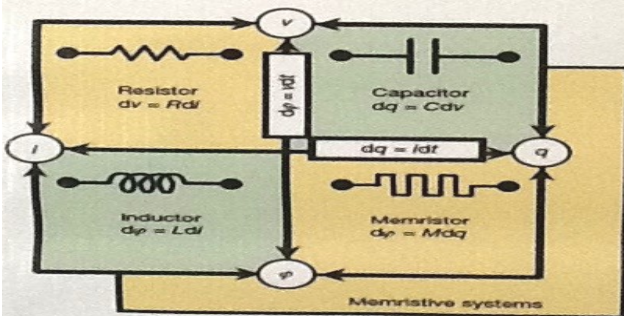 v
Resistor
dv = Rdi
dφ = vdt
Capacitor
dq = Cdv
i
dq = idt
q
Inductor
dφ = Ldi
Memristor
dφ = Mdq
φ
Memristive systems